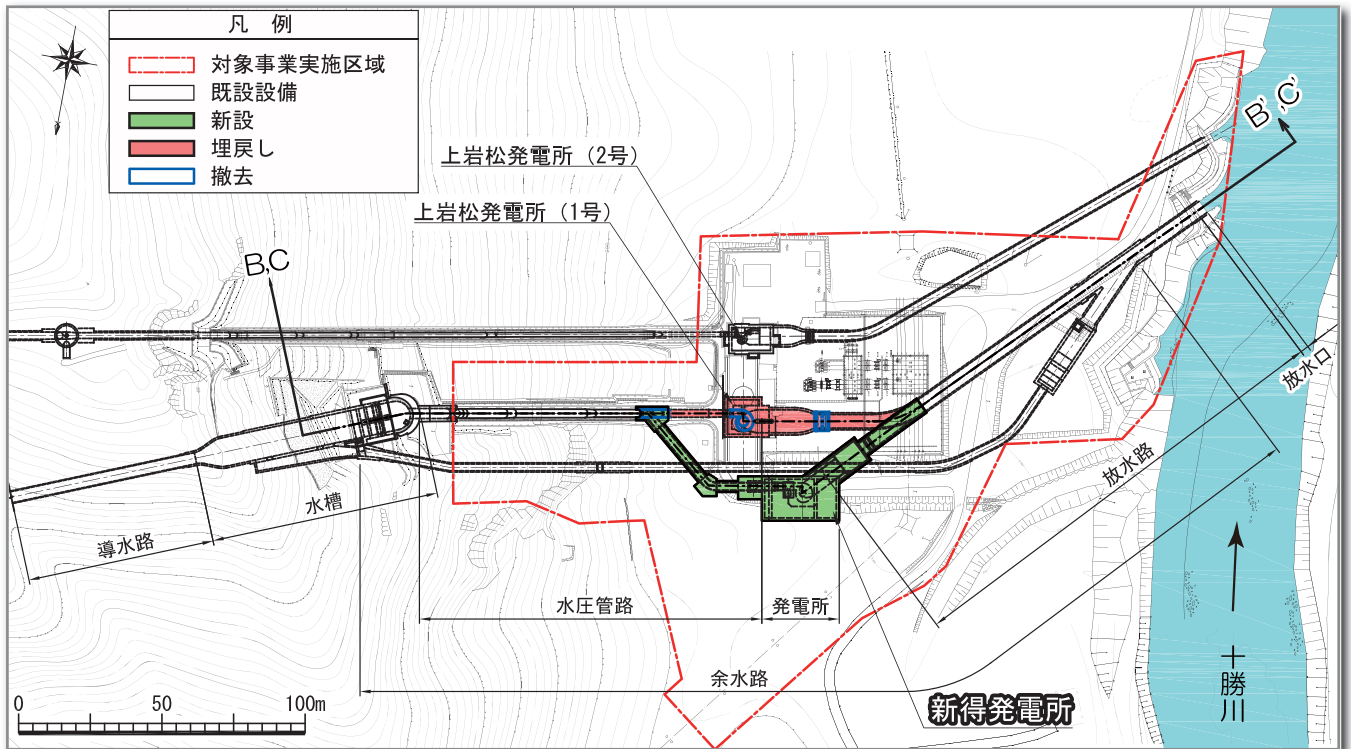 凡 例
対象事業実施区域
既設設備
新設
埋戻し
撤去
上岩松発電所（2号）
上岩松発電所（1号）
B,C
B',C'
水槽
導水路
水圧管路
発電所
放水路
放水口
余水路
新得発電所
十勝川
0 50 100m